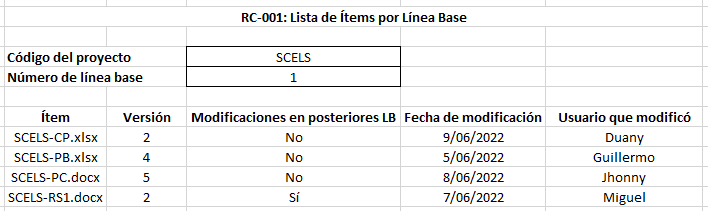 RC-001: Lista de Ítems por Línea Base
Código del proyecto SCELS
Número de línea base 1
Ítem Versión Modificaciones en posteriores LB Fecha de modificación Usuario que modificó
SCELS-CP.xlsx 2 No 9/06/2022 Duany
SCELS-PB.xlsx 4 No 5/06/2022 Guillermo
SCELS-PC.docx 5 No 8/06/2022 Jhonny
SCELS-RS1.docx 2 Sí 7/06/2022 Miguel